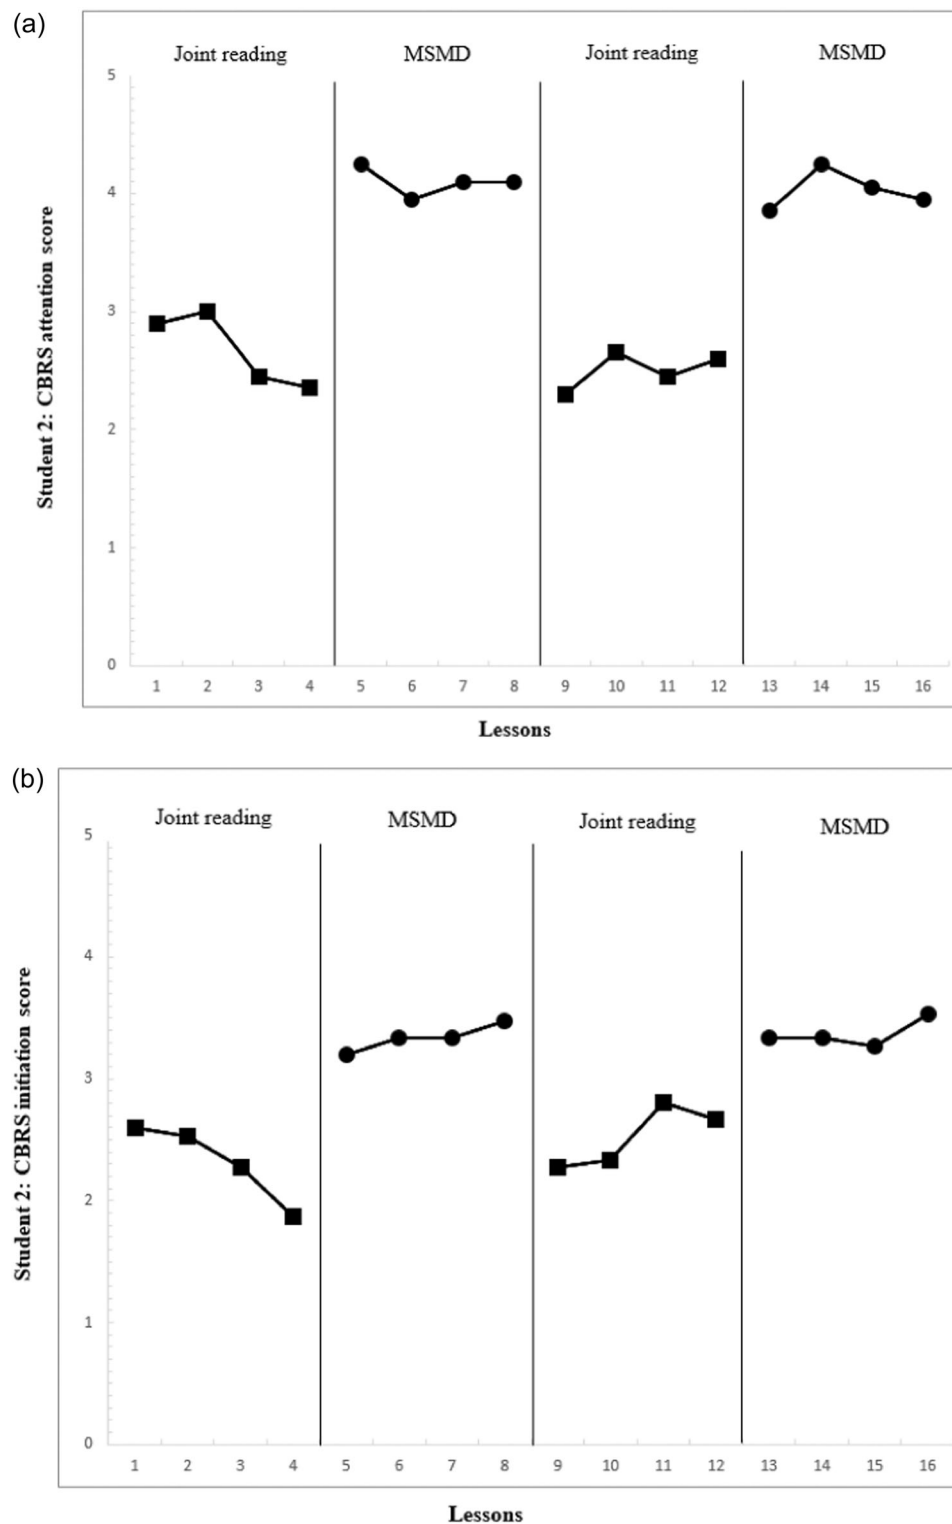 (a)
Joint reading MSMD Joint reading MSMD
5
4
3
2
1
0
Student 2: CBRS attention score
1 2 3 4 5 6 7 8 9 10 11 12 13 14 15 16
Lessons
(b)
Joint reading MSMD Joint reading MSMD
5
4
3
2
1
0
Student 2: CBRS initiation score
1 2 3 4 5 6 7 8 9 10 11 12 13 14 15 16
Lessons